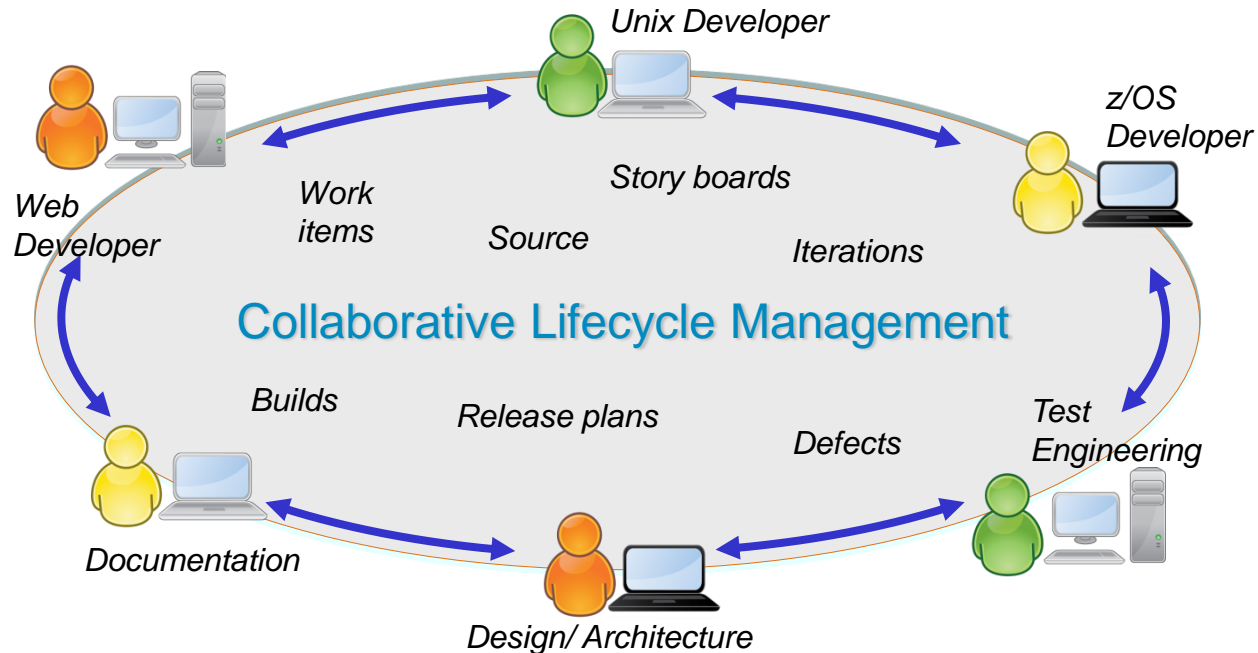 Unix Developer
z/OS
Developer
Story boards
Work
items
Web
Developer
Source
Iterations
Collaborative Lifecycle Management
Builds
Release plans
Defects
Test
Engineering
Documentation
Design/ Architecture